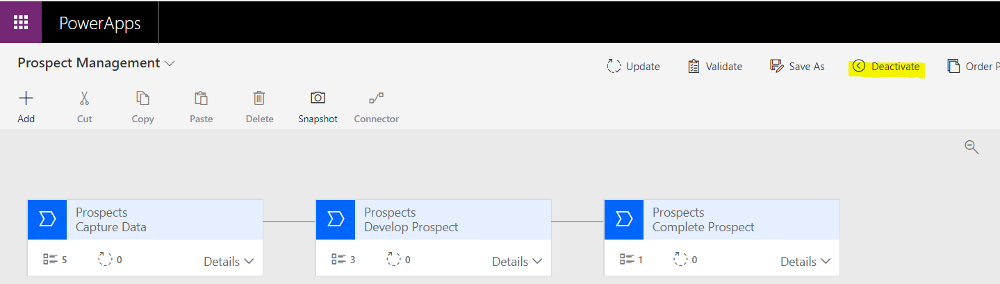 PowerApps
Prospect Management
Update Validate Save As Deactivate Order P
Add Cut Copy Paste Delete Snapshot Connector
Prospects
Capture Data
5 0 Details
Prospects
Develop Prospect
3 0 Details
Prospects
Complete Prospect
1 0 Details